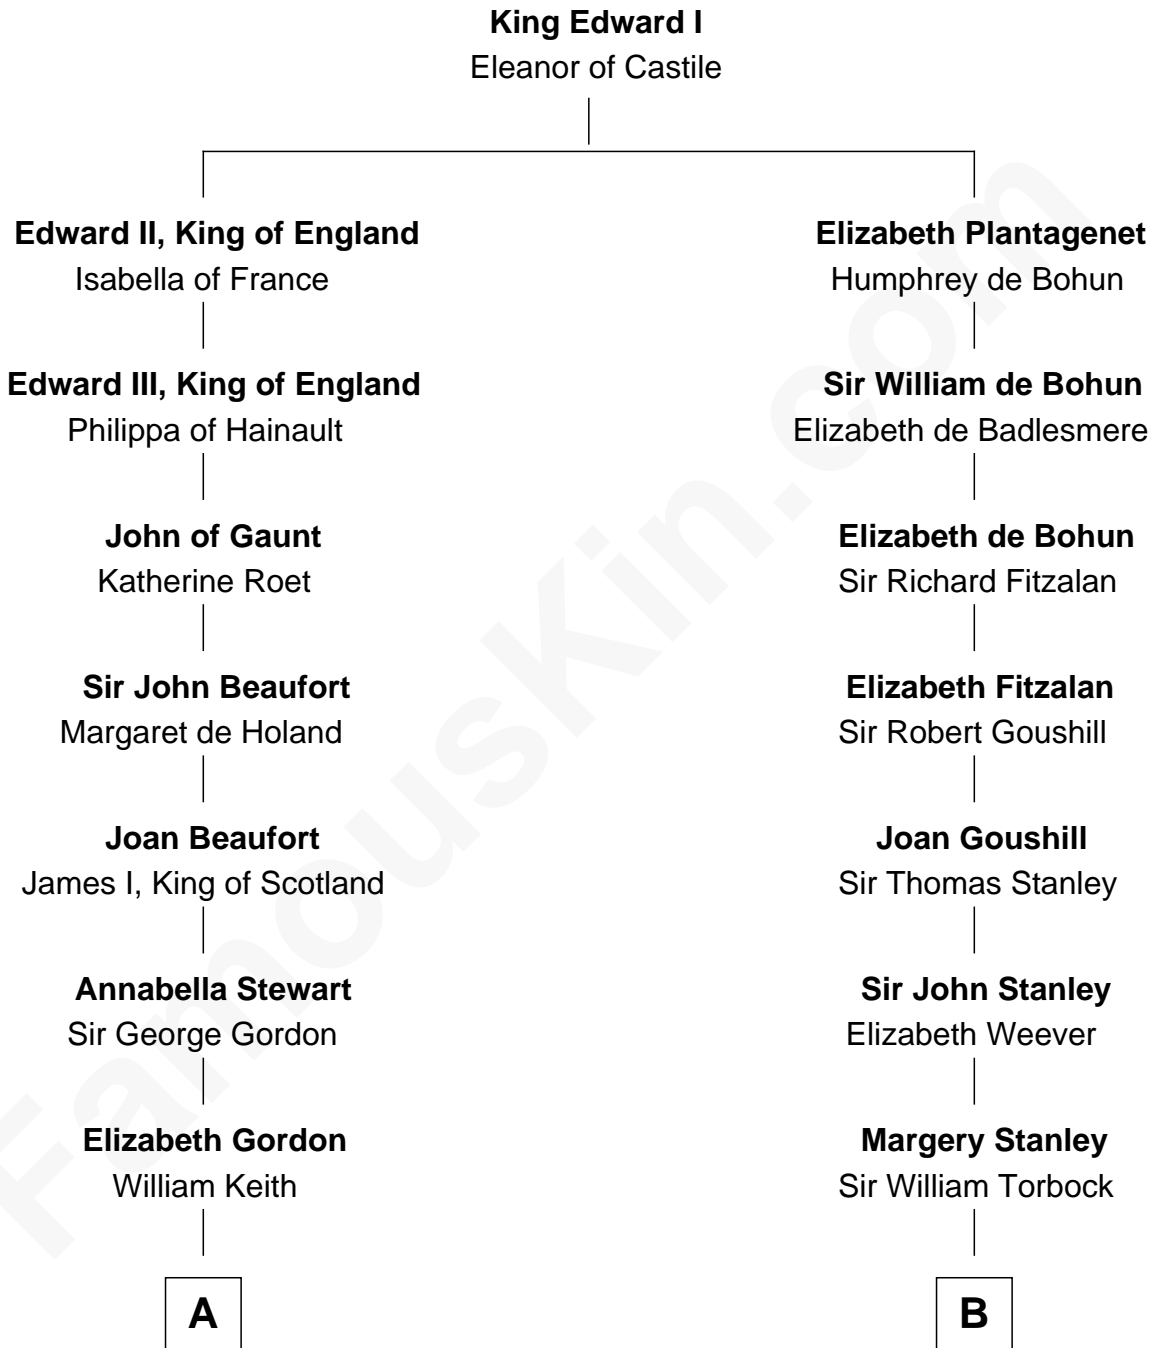 King Edward I
Eleanor of Castile
Edward II, King of England
Isabella of France
Edward III, King of England
Philippa of Hainault
John of Gaunt
Katherine Roet
Sir John Beaufort
Margaret de Holand
Joan Beaufort
James I, King of Scotland
Annabella Stewart
Sir George Gordon
Elizabeth Gordon
William Keith
A
Elizabeth Plantagenet
Humphrey de Bohun
Sir William de Bohun
Elizabeth de Badlesmere
Elizabeth de Bohun
Sir Richard Fitzalan
Elizabeth Fitzalan
Sir Robert Goushill
Joan Goushill
Sir Thomas Stanley
Sir John Stanley
Elizabeth Weever
Margery Stanley
Sir William Torbock
B
FamousKin.com